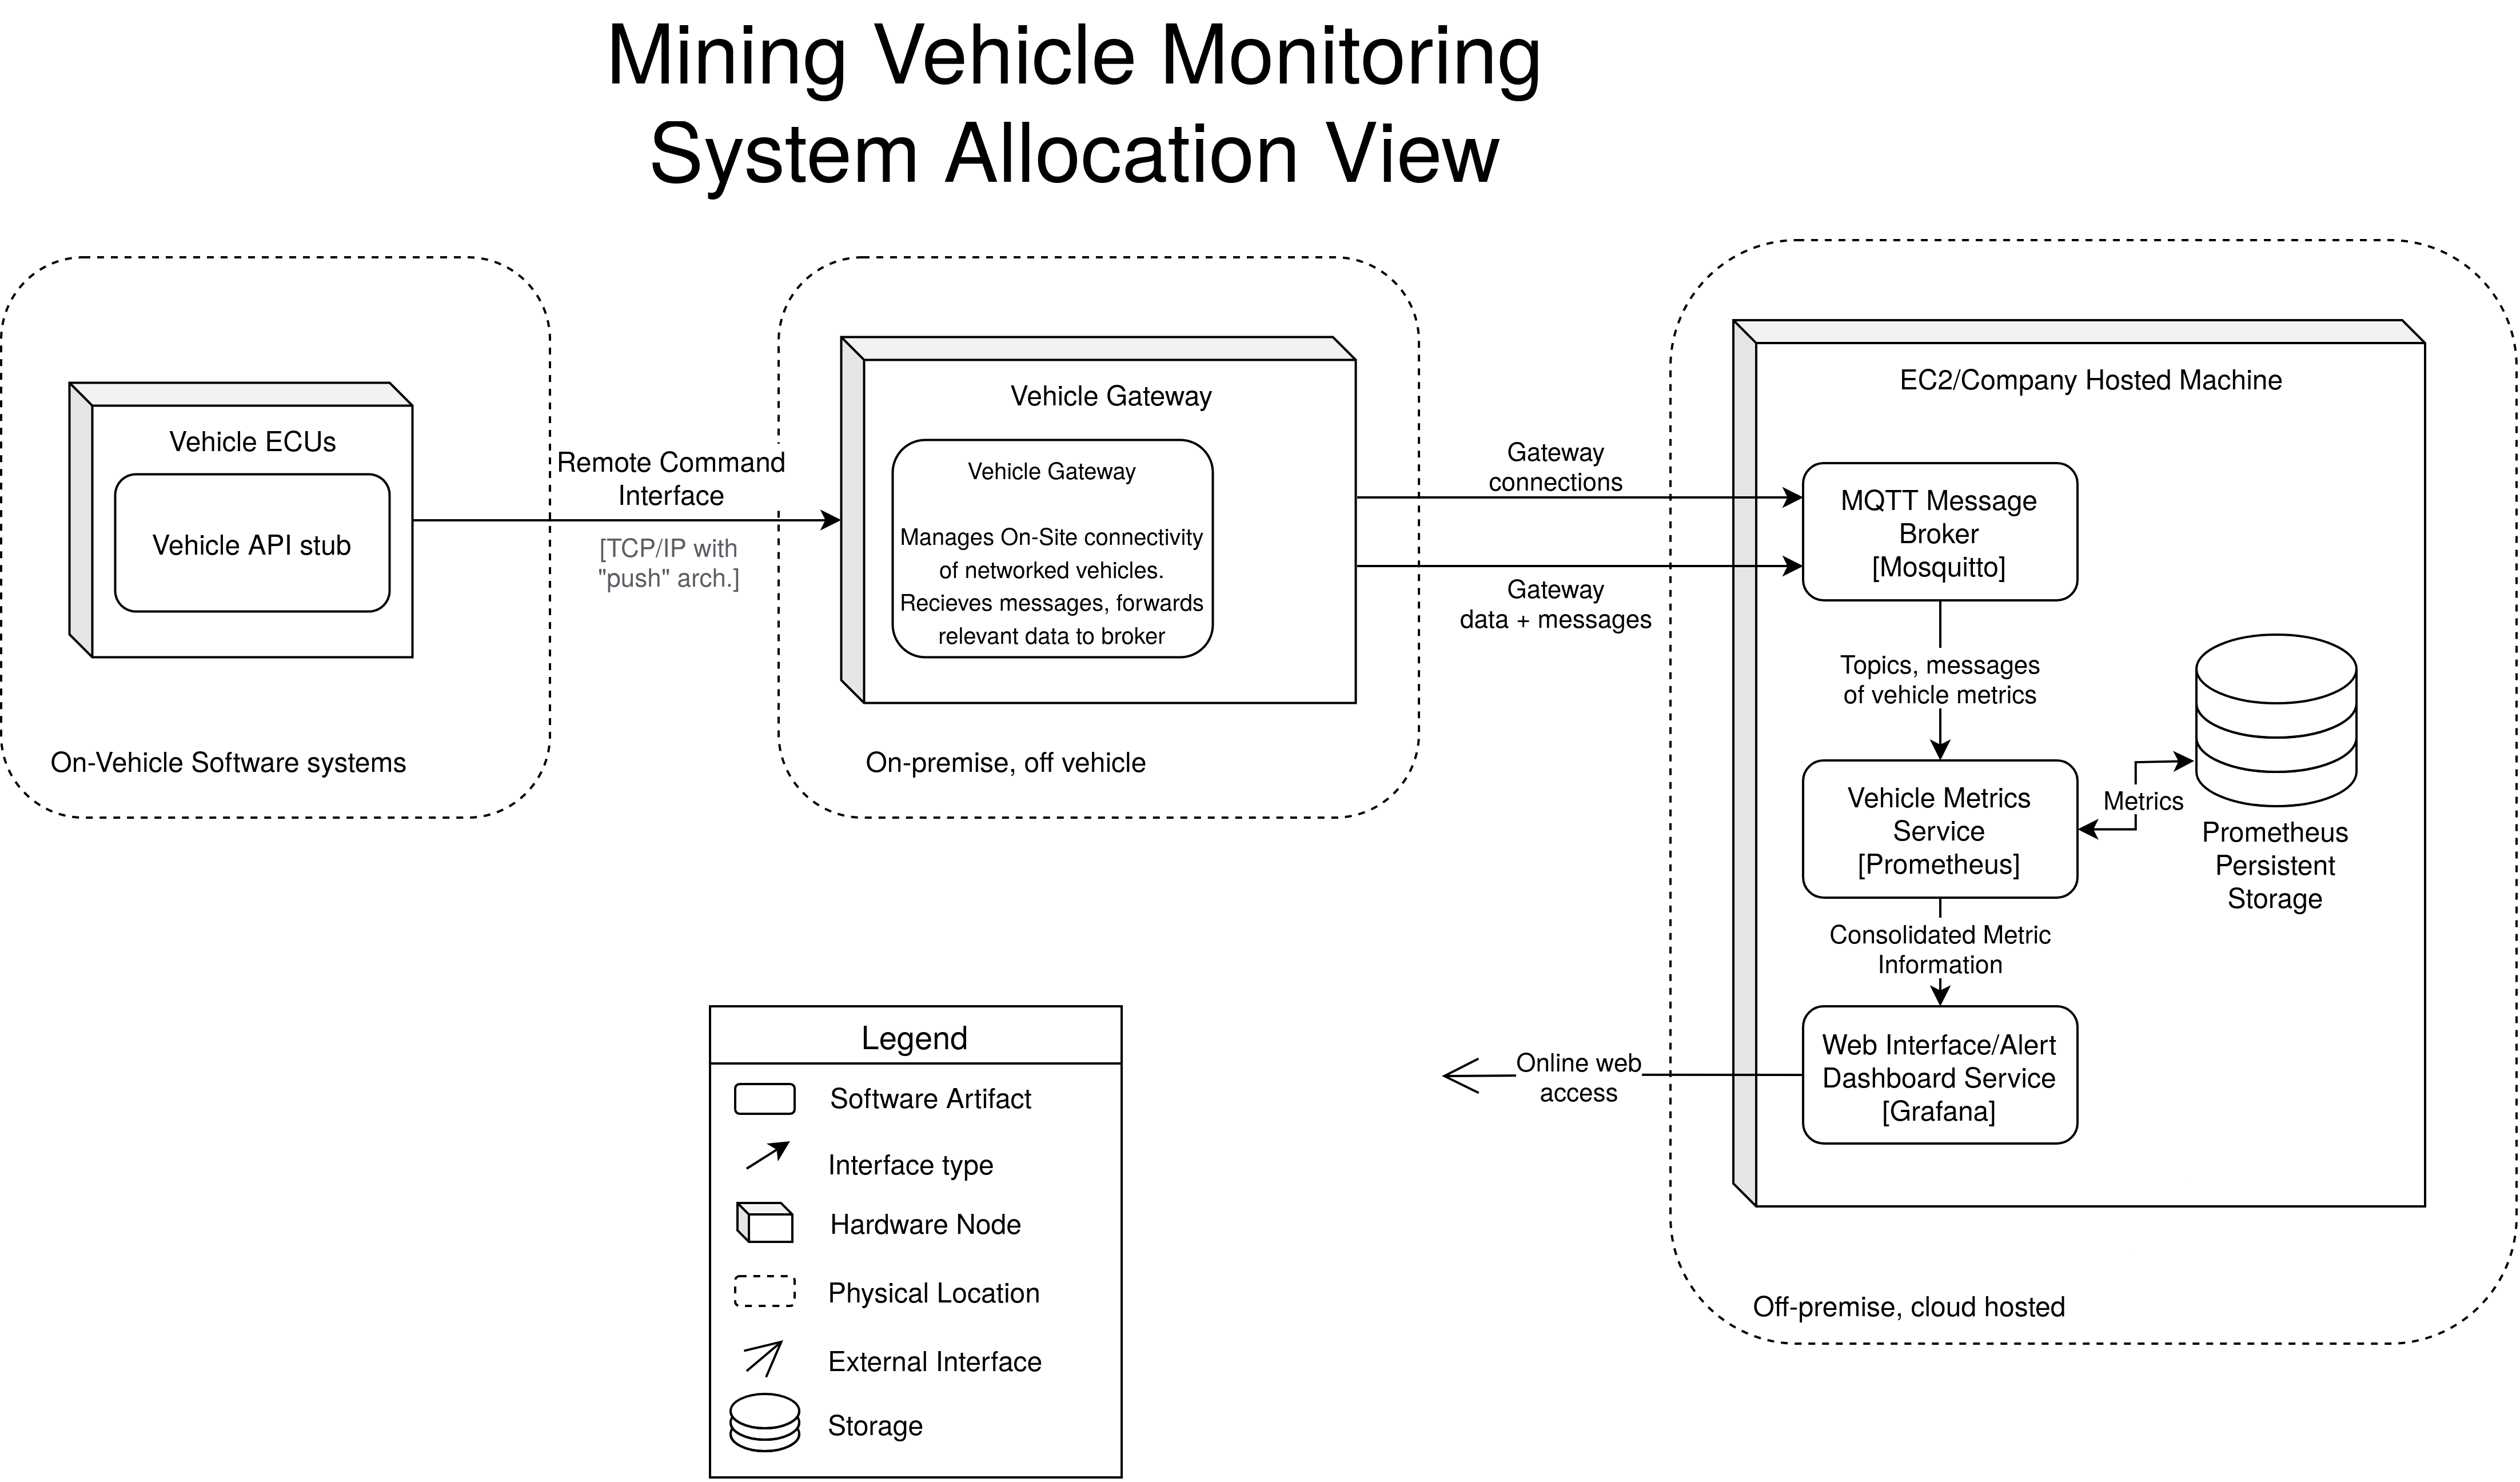 Mining Vehicle Monitoring
System Allocation View
Vehicle ECUs
Vehicle API stub
On-Vehicle Software systems
Remote Command
Interface
[TCP/IP with
"push" arch.]
Vehicle Gateway
Vehicle Gateway
Manages On-Site connectivity
of networked vehicles.
Recieves messages, forwards
relevant data to broker
On-premise, off vehicle
Gateway
connections
Gateway
data + messages
EC2/Company Hosted Machine
MQTT Message
Broker
[Mosquitto]
Topics, messages
of vehicle metrics
Vehicle Metrics
Service
[Prometheus]
Metrics
Prometheus
Persistent
Storage
Consolidated Metric
Information
Web Interface/Alert
Dashboard Service
[Grafana]
Online web
access
Off-premise, cloud hosted
Legend
Software Artifact
Interface type
Hardware Node
Physical Location
External Interface
Storage